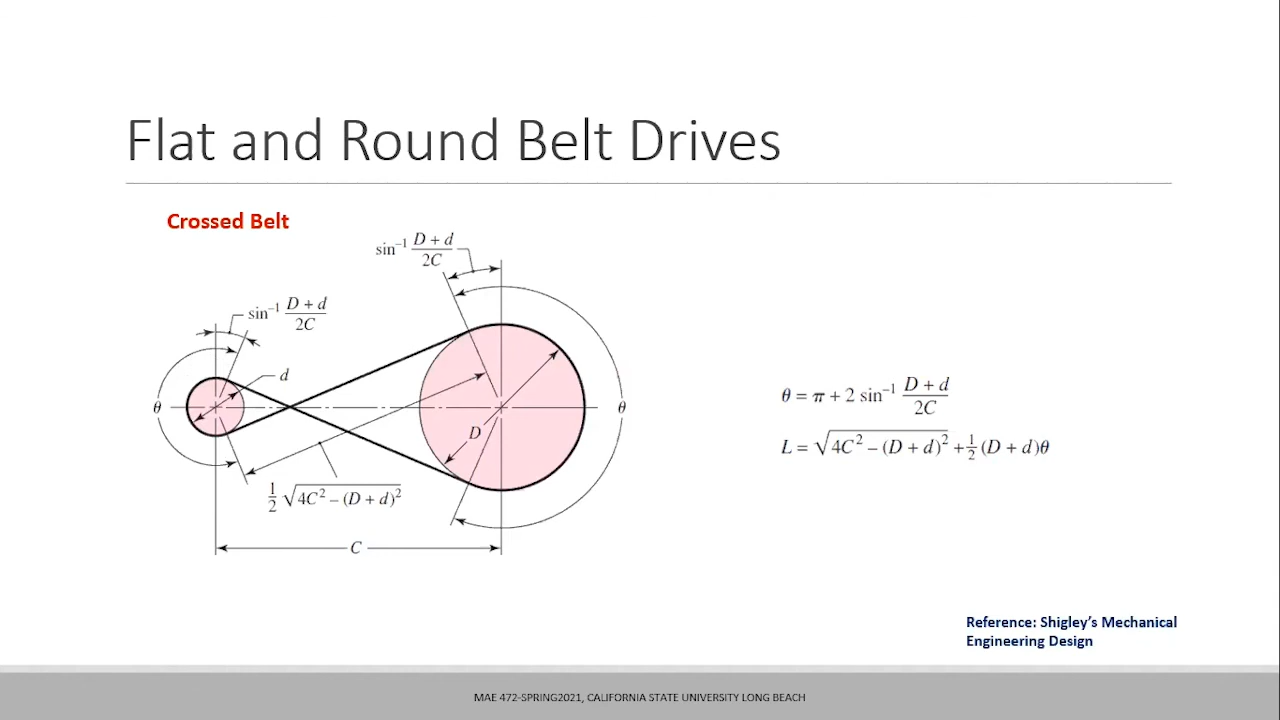 Flat and Round Belt Drives
Crossed Belt
sin⁻¹ D + d / 2C
sin⁻¹ D + d / 2C
d
θ
θ
D
θ = π + 2 sin⁻¹ D + d / 2C
L = √4C² – (D + d)² + ½ (D + d)θ
½ √4C² – (D + d)²
C
Reference: Shigley's Mechanical
Engineering Design
MAE 472-SPRING2021, CALIFORNIA STATE UNIVERSITY LONG BEACH